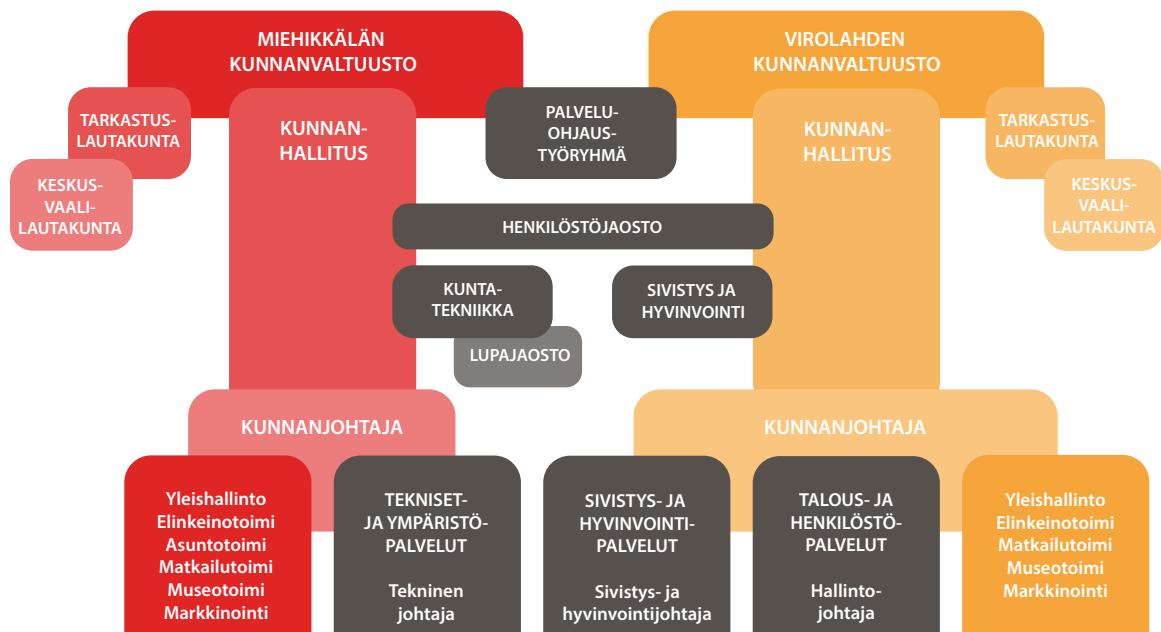 MIEHIKKÄLÄN
KUNNANVALTUUSTO
VIROLAHDEN
KUNNANVALTUUSTO
TARKASTUS-
LAUTAKUNTA
KESKUS-
VAALI-
LAUTAKUNTA
KUNNAN-
HALLITUS
PALVELU-
OHJAUS-
TYÖRYHMÄ
KUNNAN-
HALLITUS
TARKASTUS-
LAUTAKUNTA
KESKUS-
VAALI-
LAUTAKUNTA
HENKILÖSTÖJAOSTO
KUNTA-
TEKNIIKKA
SIVISTYS JA
HYVINVOINTI
LUPAJAOSTO
KUNNANJOHTAJA
KUNNANJOHTAJA
Yleishallinto
Elinkeinotoimi
Asuntotoimi
Matkailutoimi
Museotoimi
Markkinointi
TEKNISET-
JA YMPÄRISTÖ-
PALVELUT
Tekninen
johtaja
SIVISTYS- JA
HYVINVOINTI-
PALVELUT
Sivistys- ja
hyvinvointijohtaja
TALOUS- JA
HENKILÖSTÖ-
PALVELUT
Hallinto-
johtaja
Yleishallinto
Elinkeinotoimi
Matkailutoimi
Museotoimi
Markkinointi